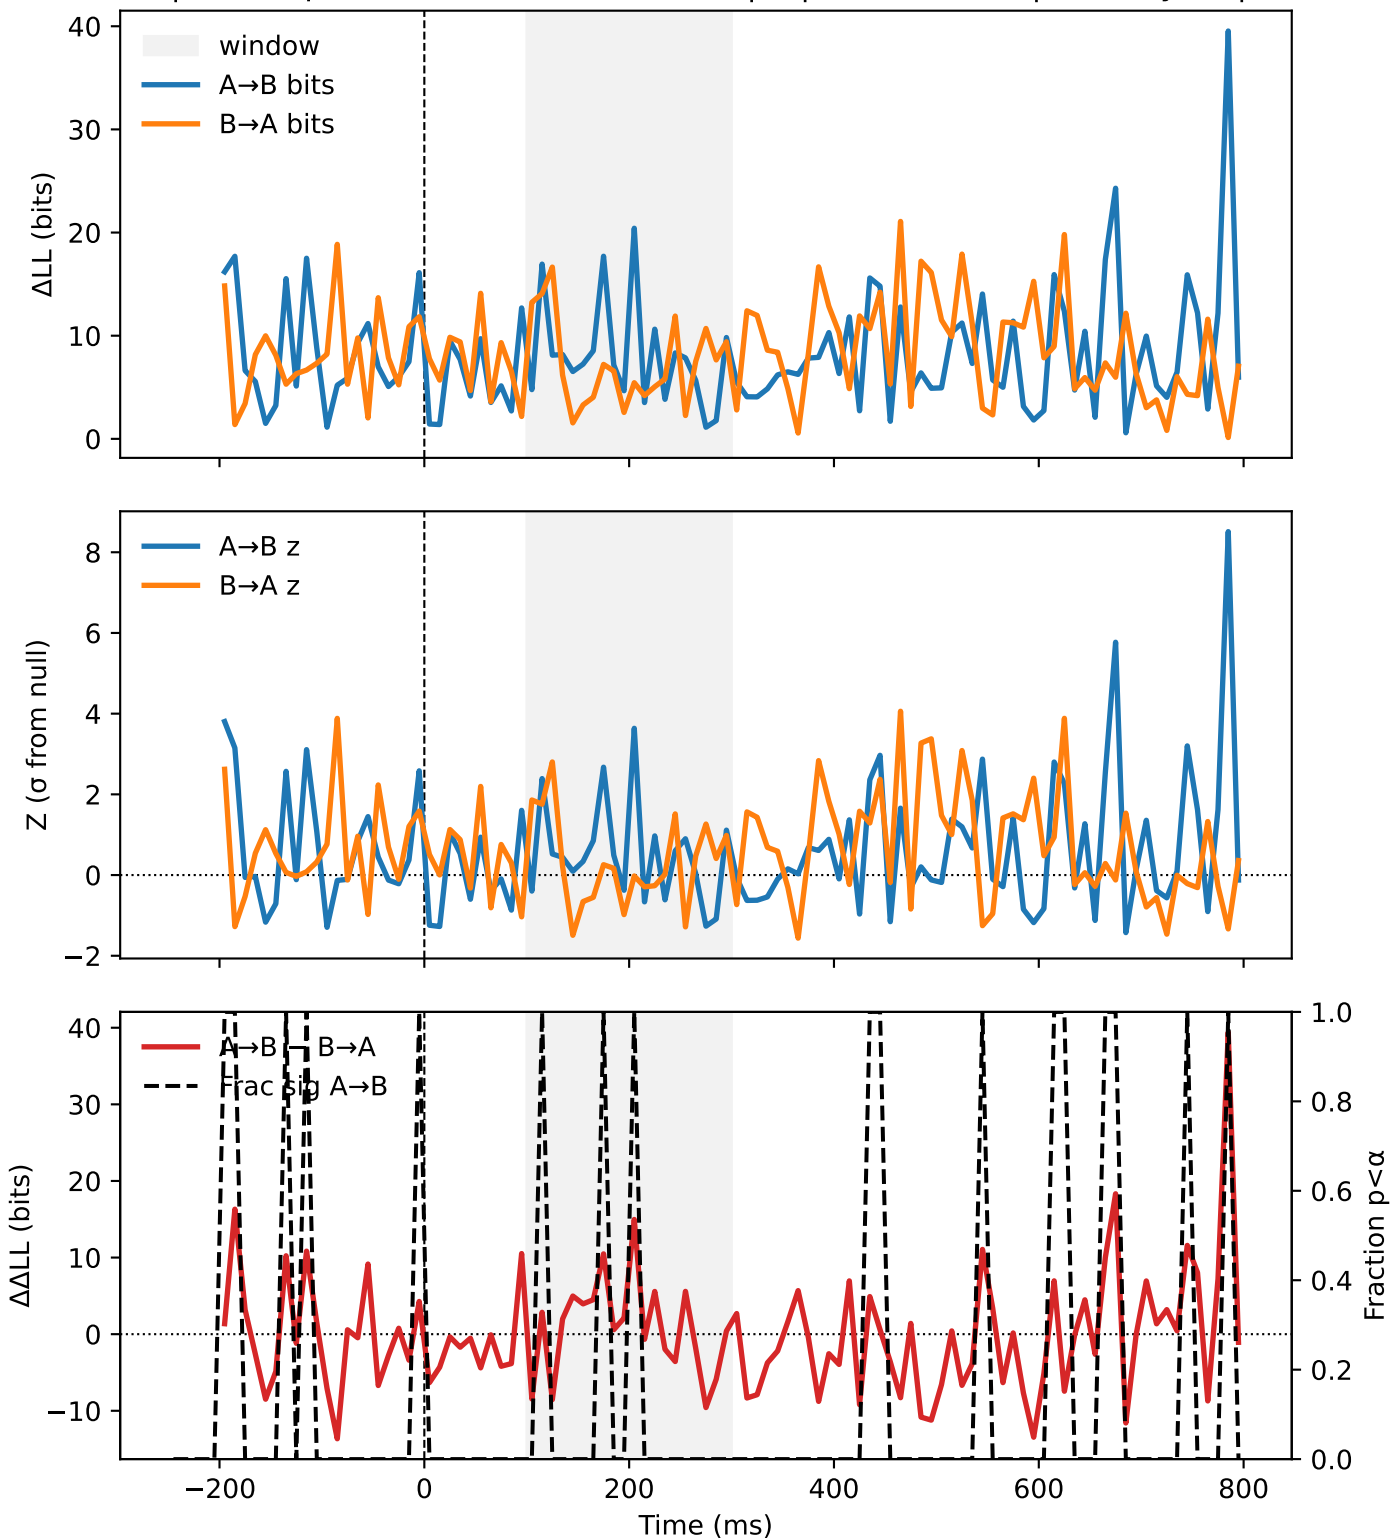 40
window
A→B bits
B→A bits
30
20
10
0
ΔLL (bits)
A→B z
B→A z
8
6
4
2
0
−2
Z (σ from null)
A→B − B→A
Frac sig A→B
40
30
20
10
0
−10
ΔΔLL (bits)
1.0
0.8
0.6
0.4
0.2
0.0
Fraction p<α
−200 0 200 400 600 800
Time (ms)